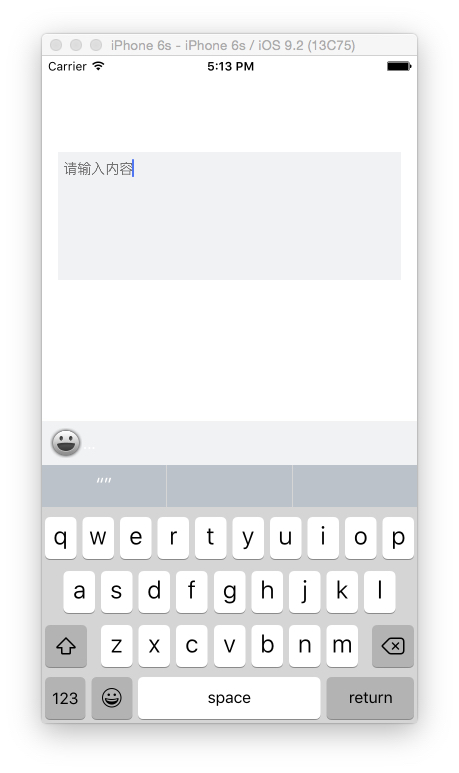 iPhone 6s - iPhone 6s / iOS 9.2 (13C75)
Carrier 5:13 PM
请输入内容
“”
q w e r t y u i o p
a s d f g h j k l
z x c v b n m
123 space return